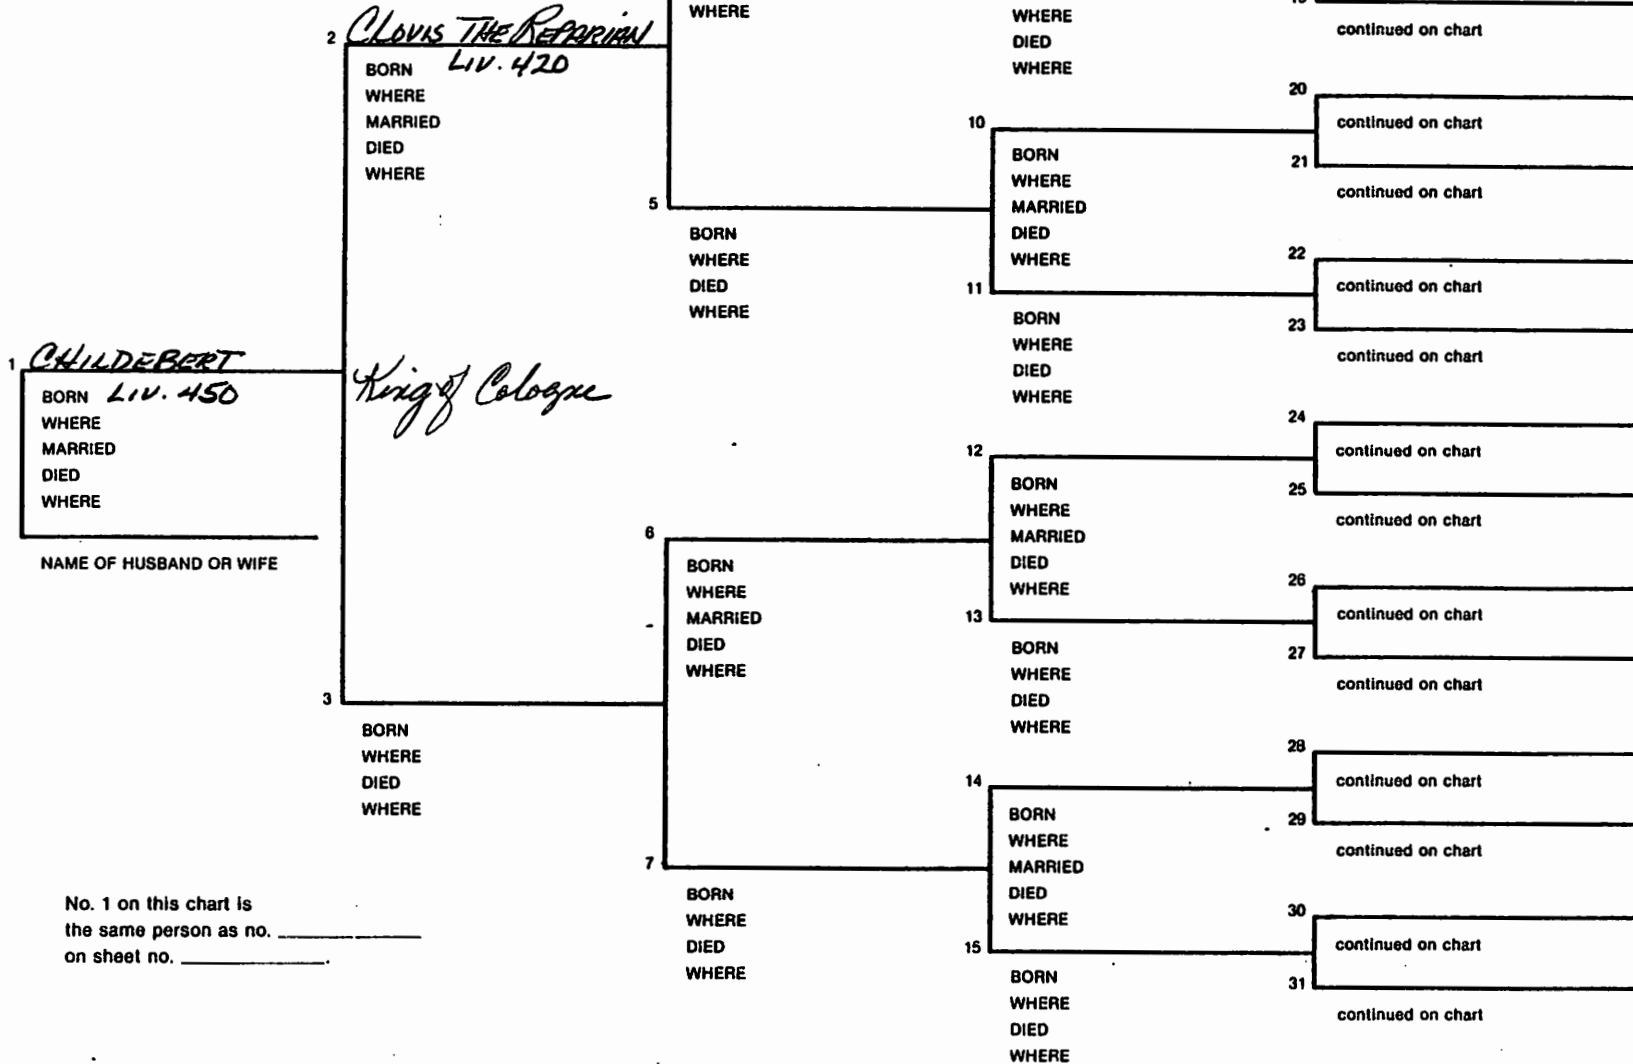 WHERE
WHERE
DIED
WHERE
continued on chart
2 CLOVIS THE REPARIAN
BORN LIV. 420
WHERE
MARRIED
DIED
WHERE
20
continued on chart
21
continued on chart
10
BORN
WHERE
MARRIED
DIED
WHERE
5
BORN
WHERE
DIED
WHERE
22
continued on chart
23
continued on chart
11
BORN
WHERE
DIED
WHERE
1 CHILDEBERT
BORN LIV. 450
WHERE
MARRIED
DIED
WHERE
NAME OF HUSBAND OR WIFE
King of Cologne
24
continued on chart
25
continued on chart
12
BORN
WHERE
MARRIED
DIED
WHERE
6
BORN
WHERE
MARRIED
DIED
WHERE
26
continued on chart
27
continued on chart
13
BORN
WHERE
DIED
WHERE
3
BORN
WHERE
DIED
WHERE
28
continued on chart
29
continued on chart
14
BORN
WHERE
MARRIED
DIED
WHERE
7
BORN
WHERE
DIED
WHERE
30
continued on chart
31
continued on chart
15
BORN
WHERE
DIED
WHERE
No. 1 on this chart is
the same person as no. ____________
on sheet no. ____________.